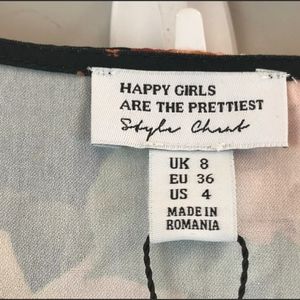 HAPPY GIRLS
ARE THE PRETTIEST
Style Cheat
UK 8
EU 36
US 4
MADE IN
ROMANIA